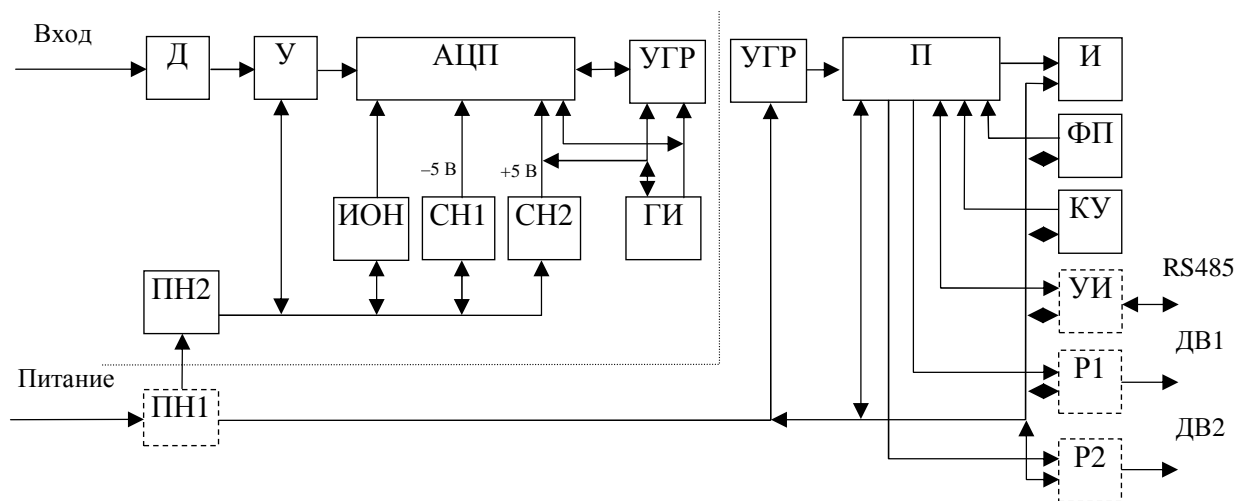 Вход
Д
У
АЦП
УГР
УГР
П
И
ФП
–5 В
+5 В
ИОН
СН1
СН2
ГИ
КУ
ПН2
УИ
RS485
Питание
ПН1
Р1
ДВ1
Р2
ДВ2